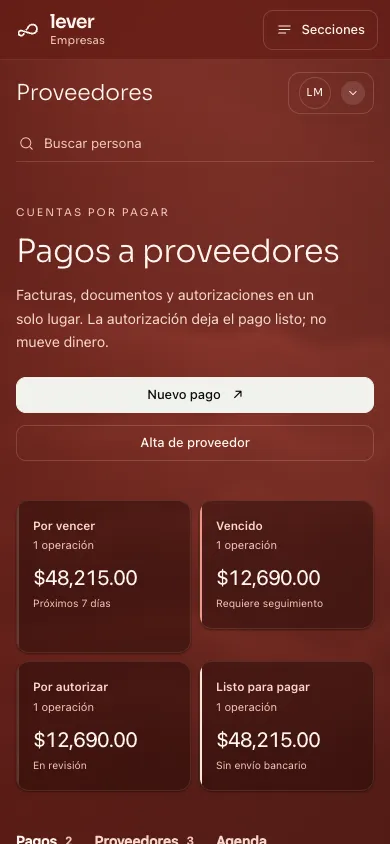 lever
Empresas
Secciones
Proveedores
LM
Buscar persona
CUENTAS POR PAGAR
Pagos a proveedores
Facturas, documentos y autorizaciones en un
solo lugar. La autorización deja el pago listo; no
mueve dinero.
Nuevo pago
Alta de proveedor
Por vencer
1 operación
$48,215.00
Próximos 7 días
Vencido
1 operación
$12,690.00
Requiere seguimiento
Por autorizar
1 operación
$12,690.00
En revisión
Listo para pagar
1 operación
$48,215.00
Sin envío bancario
Pagos 2 Proveedores 3 Agenda